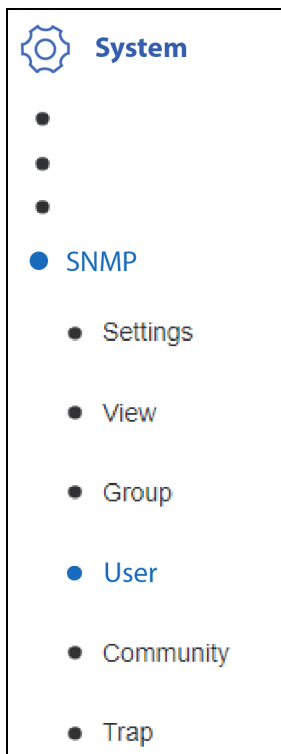 System
SNMP
Settings
View
Group
User
Community
Trap